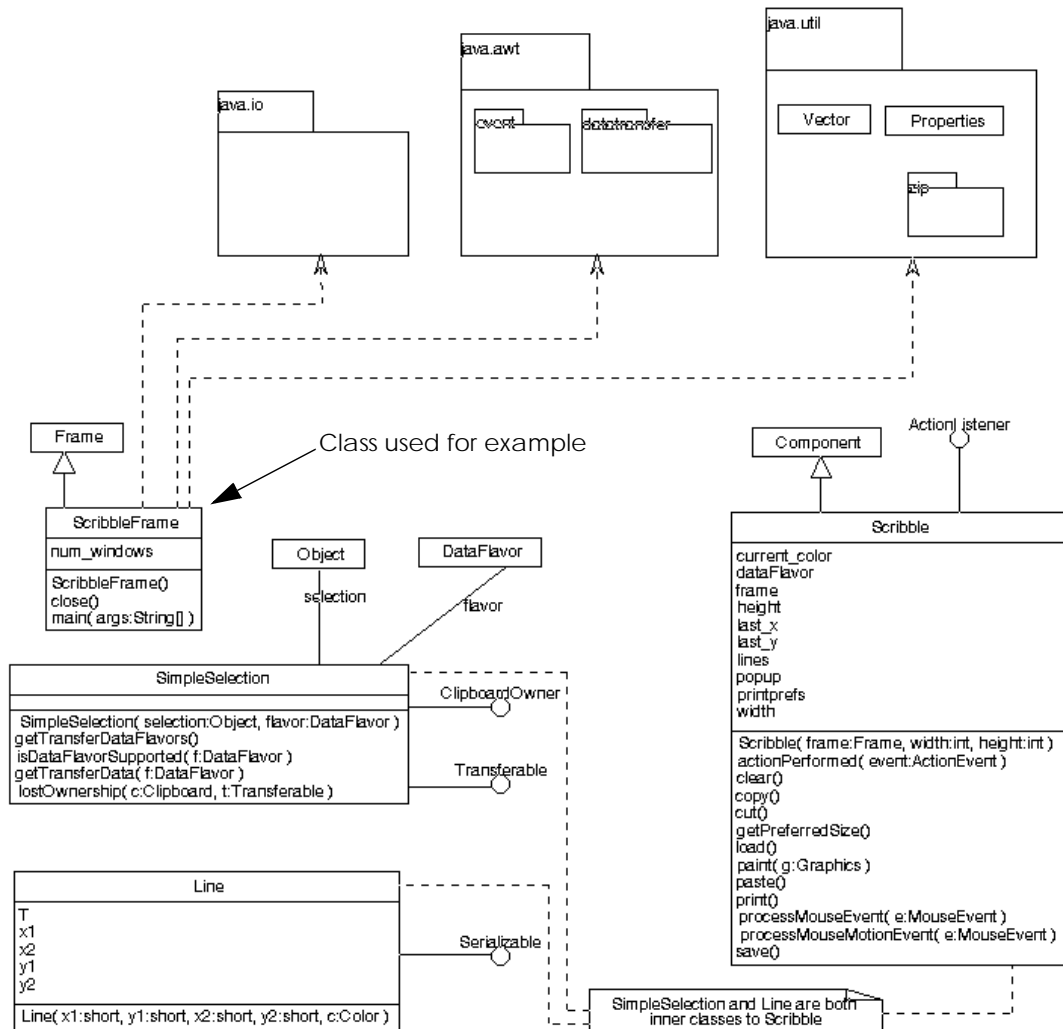 java.io
java.awt
event
datatransfer
java.util
Vector
Properties
zip
Frame
Class used for example
ScribbleFrame
num_windows
ScribbleFrame()
close()
main( args:String[] )
Object
selection
DataFlavor
flavor
SimpleSelection
SimpleSelection( selection:Object, flavor:DataFlavor )
getTransferDataFlavors()
isDataFlavorSupported( f:DataFlavor )
getTransferData( f:DataFlavor )
lostOwnership( c:Clipboard, t:Transferable )
ClipboardOwner
Transferable
Line
T
x1
x2
y1
y2
Line( x1:short, y1:short, x2:short, y2:short, c:Color )
Serializable
Component
ActionListener
Scribble
current_color
dataFlavor
frame
height
last_x
last_y
lines
popup
printprefs
width
Scribble( frame:Frame, width:int, height:int )
actionPerformed( event:ActionEvent )
clear()
copy()
cut()
getPreferredSize()
load()
paint( g:Graphics )
paste()
print()
processMouseEvent( e:MouseEvent )
processMouseMotionEvent( e:MouseEvent )
save()
SimpleSelection and Line are both
inner classes to Scribble